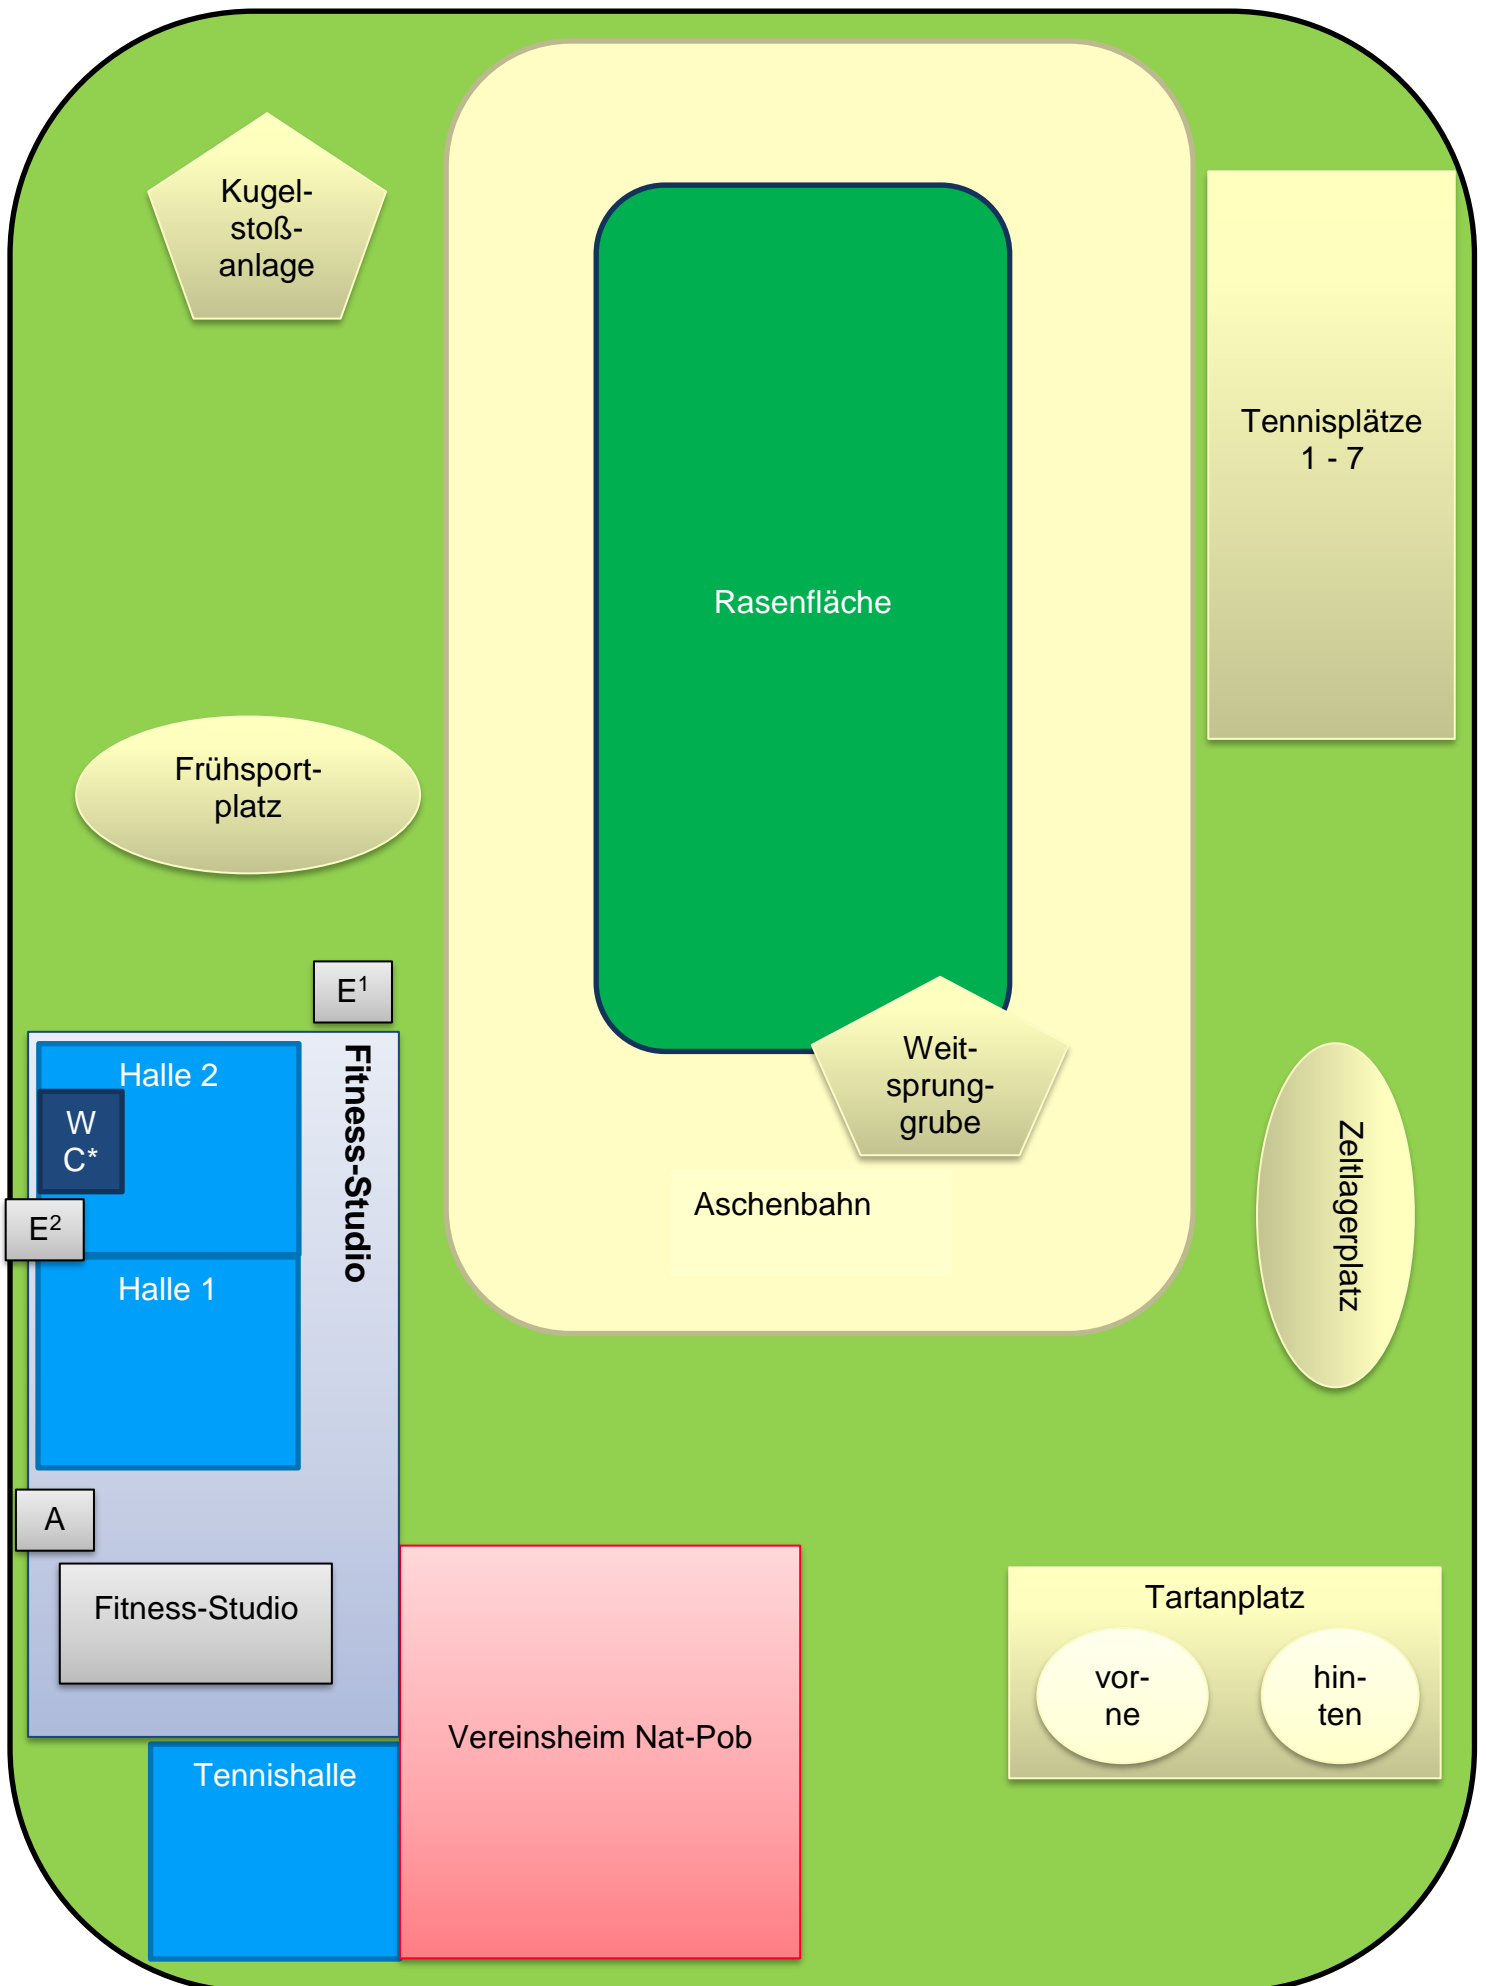 Kugel-
stoß-
anlage
Tennisplätze
1 - 7
Rasenfläche
Frühsport-
platz
E¹
Fitness-Studio
Halle 2
W
C*
E²
Halle 1
Weit-
sprung-
grube
Aschenbahn
Zeltlagerplatz
A
Fitness-Studio
Vereinsheim Nat-Pob
Tennishalle
Tartanplatz
vor-
ne
hin-
ten